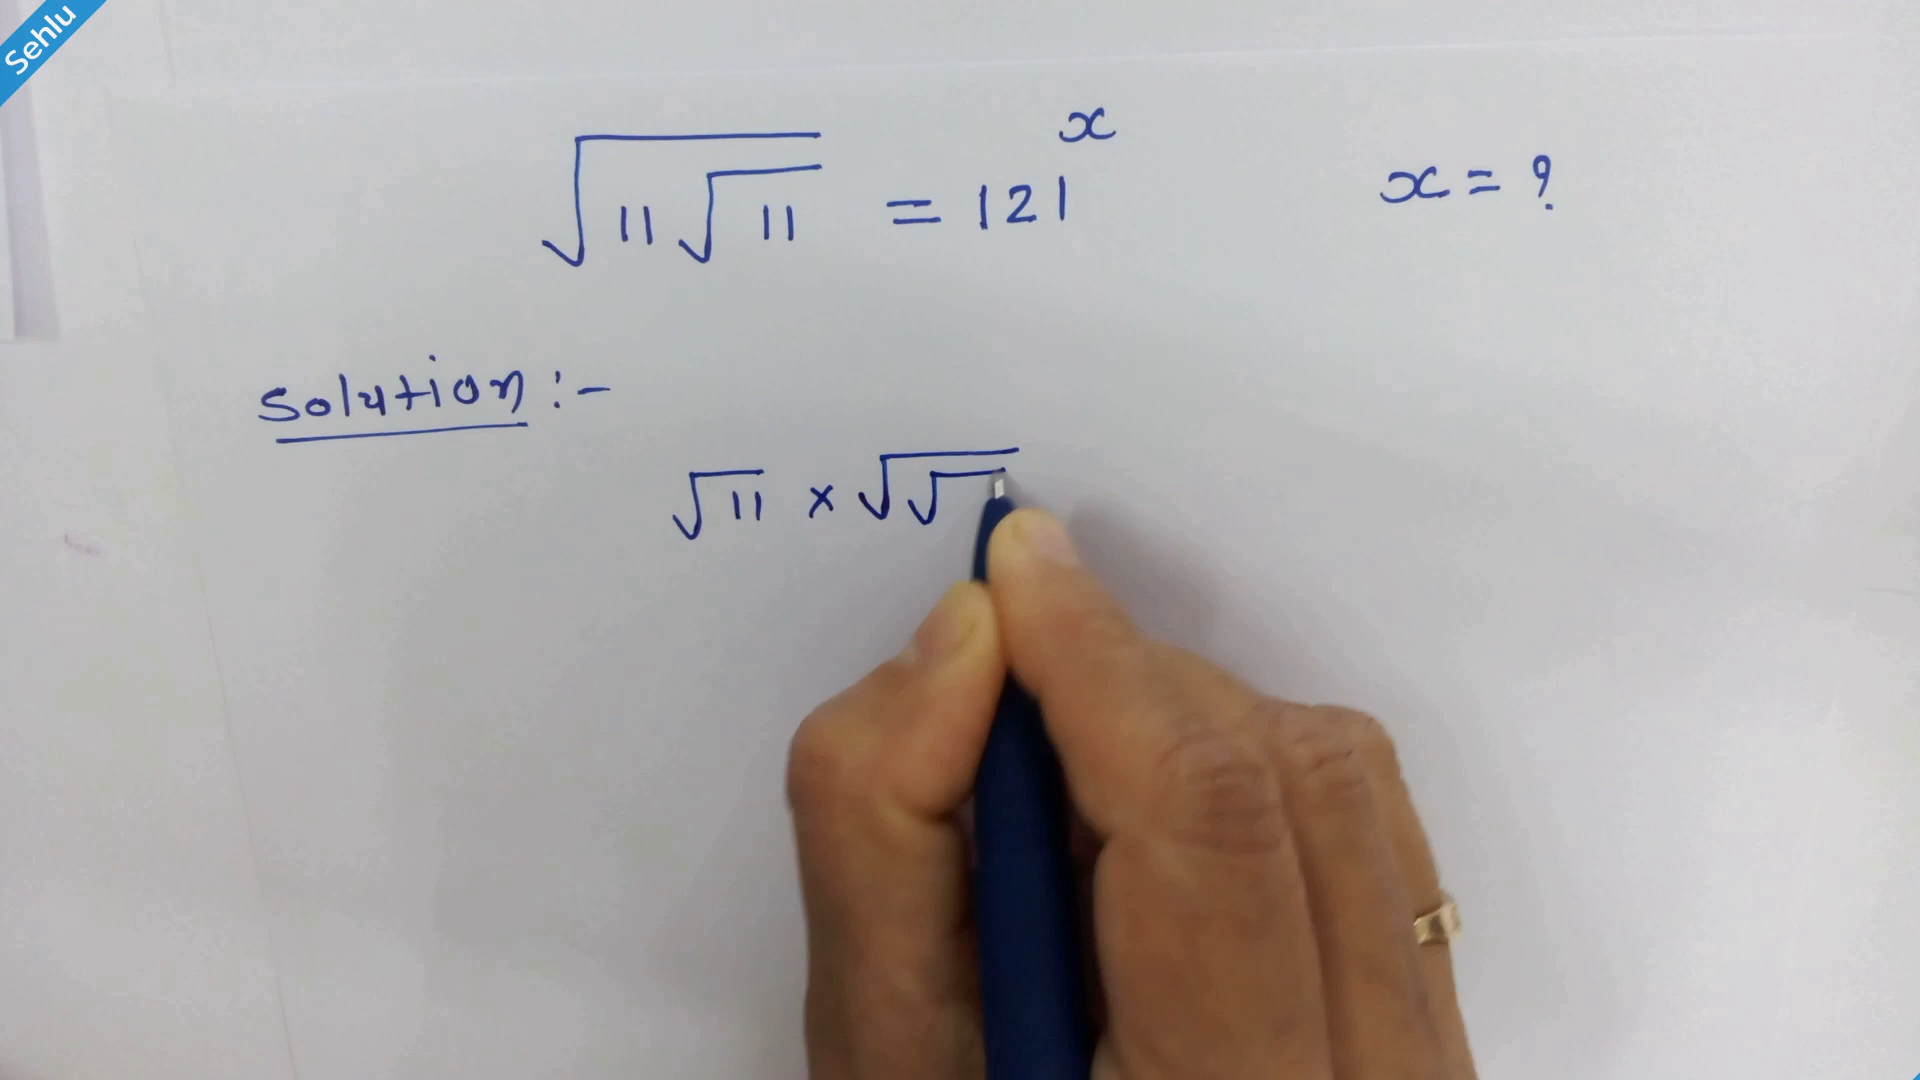 Sehlu
√11√11 = 121^x
x = ?
Solution :-
√11 × √√